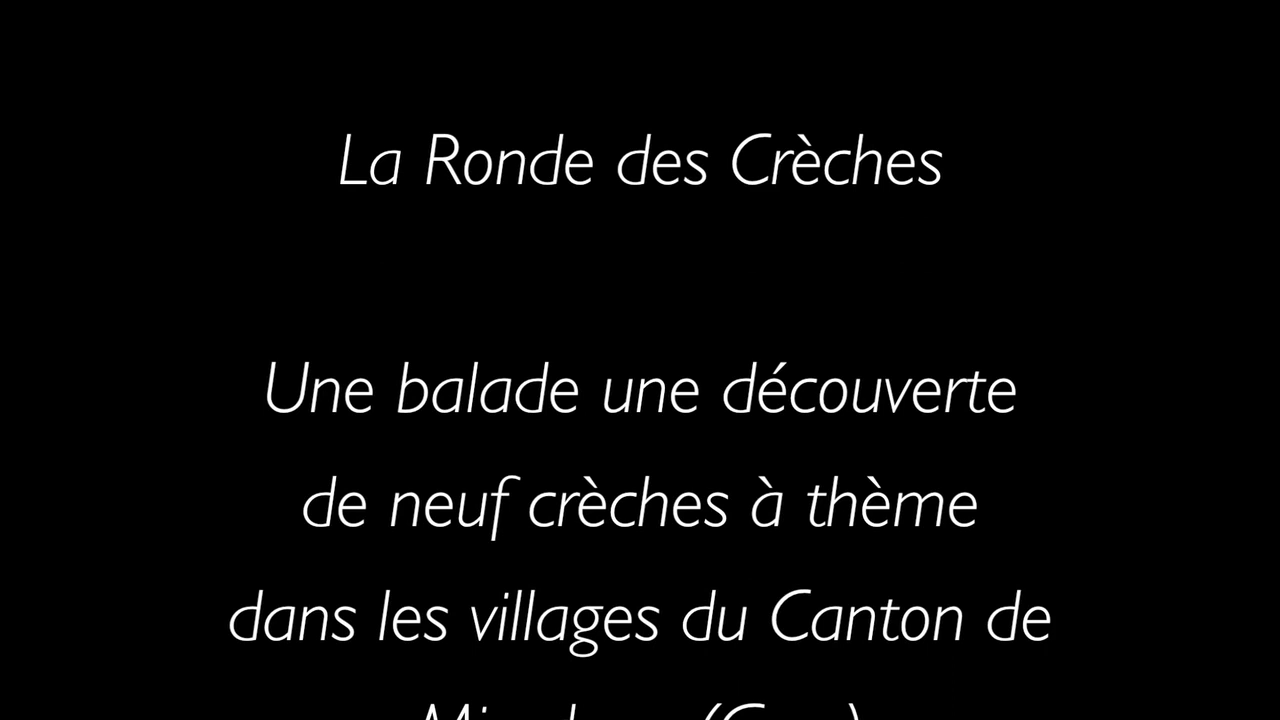 La Ronde des Crèches
Une balade une découverte
de neuf crèches à thème
dans les villages du Canton de